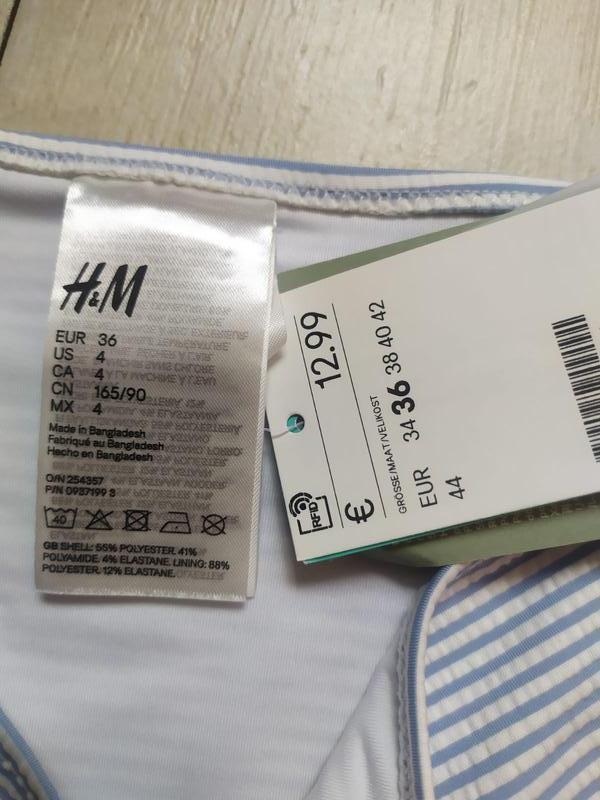 H&M
EUR 36
US 4
CA 4
CN 165/90
MX 4
Made in Bangladesh
Fabriqué au Bangladesh
Hecho en Bangladesh
O/N 254357
P/N 0937199 3
40
GB SHELL: 55% POLYESTER. 41%
POLYAMIDE. 4% ELASTANE. LINING: 88%
POLYESTER. 12% ELASTANE.
RFID
€ 12.99
GRÖSSE/MAAT/VELIKOST
EUR 34 36 38 40 42
44